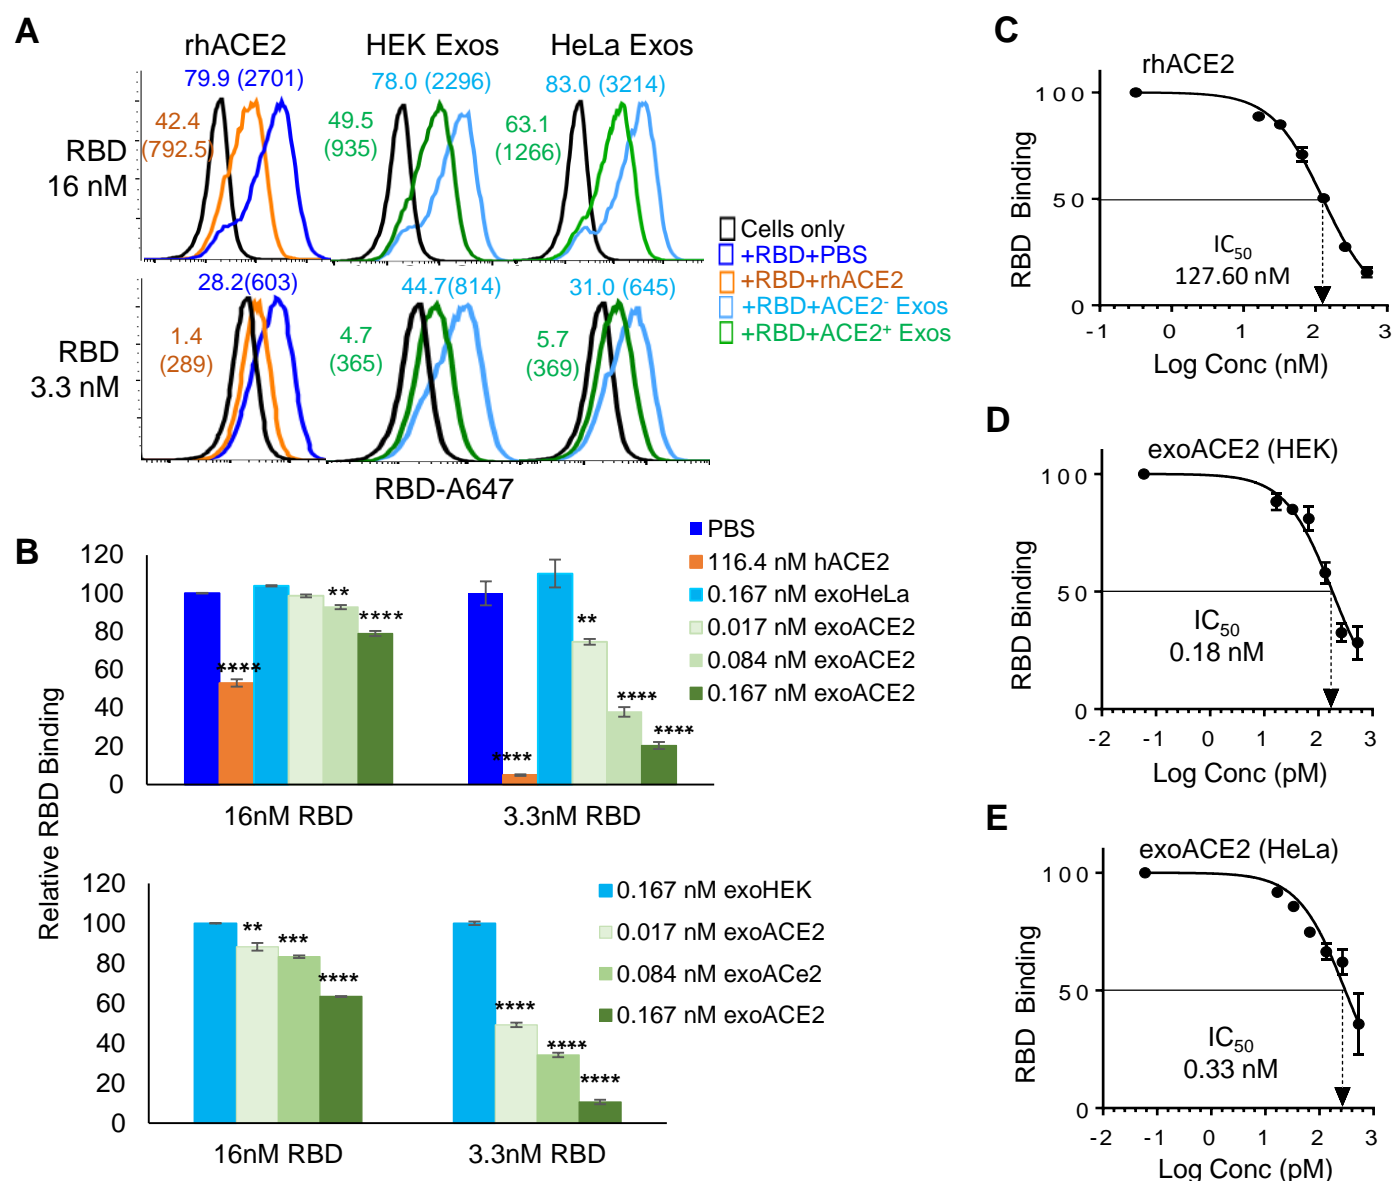 A
rhACE2
HEK Exos
HeLa Exos
79.9 (2701)
78.0 (2296)
83.0 (3214)
42.4
(792.5)
49.5
(935)
63.1
(1266)
RBD
16 nM
28.2(603)
44.7(814)
31.0 (645)
1.4
(289)
4.7
(365)
5.7
(369)
RBD
3.3 nM
RBD-A647
Cells only
+RBD+PBS
+RBD+rhACE2
+RBD+ACE2⁻ Exos
+RBD+ACE2⁺ Exos
B
Relative RBD Binding
120
100
80
60
40
20
0
****
**
****
****
**
****
****
16nM RBD
3.3nM RBD
PBS
116.4 nM hACE2
0.167 nM exoHeLa
0.017 nM exoACE2
0.084 nM exoACE2
0.167 nM exoACE2
120
100
80
60
40
20
0
**
***
****
****
****
****
16nM RBD
3.3nM RBD
0.167 nM exoHEK
0.017 nM exoACE2
0.084 nM exoACe2
0.167 nM exoACE2
C
rhACE2
RBD Binding
100
50
0
IC₅₀
127.60 nM
-1 0 1 2 3
Log Conc (nM)
D
exoACE2 (HEK)
RBD Binding
100
50
0
IC₅₀
0.18 nM
-2 -1 0 1 2 3
Log Conc (pM)
E
exoACE2 (HeLa)
RBD Binding
100
50
0
IC₅₀
0.33 nM
-2 -1 0 1 2 3
Log Conc (pM)